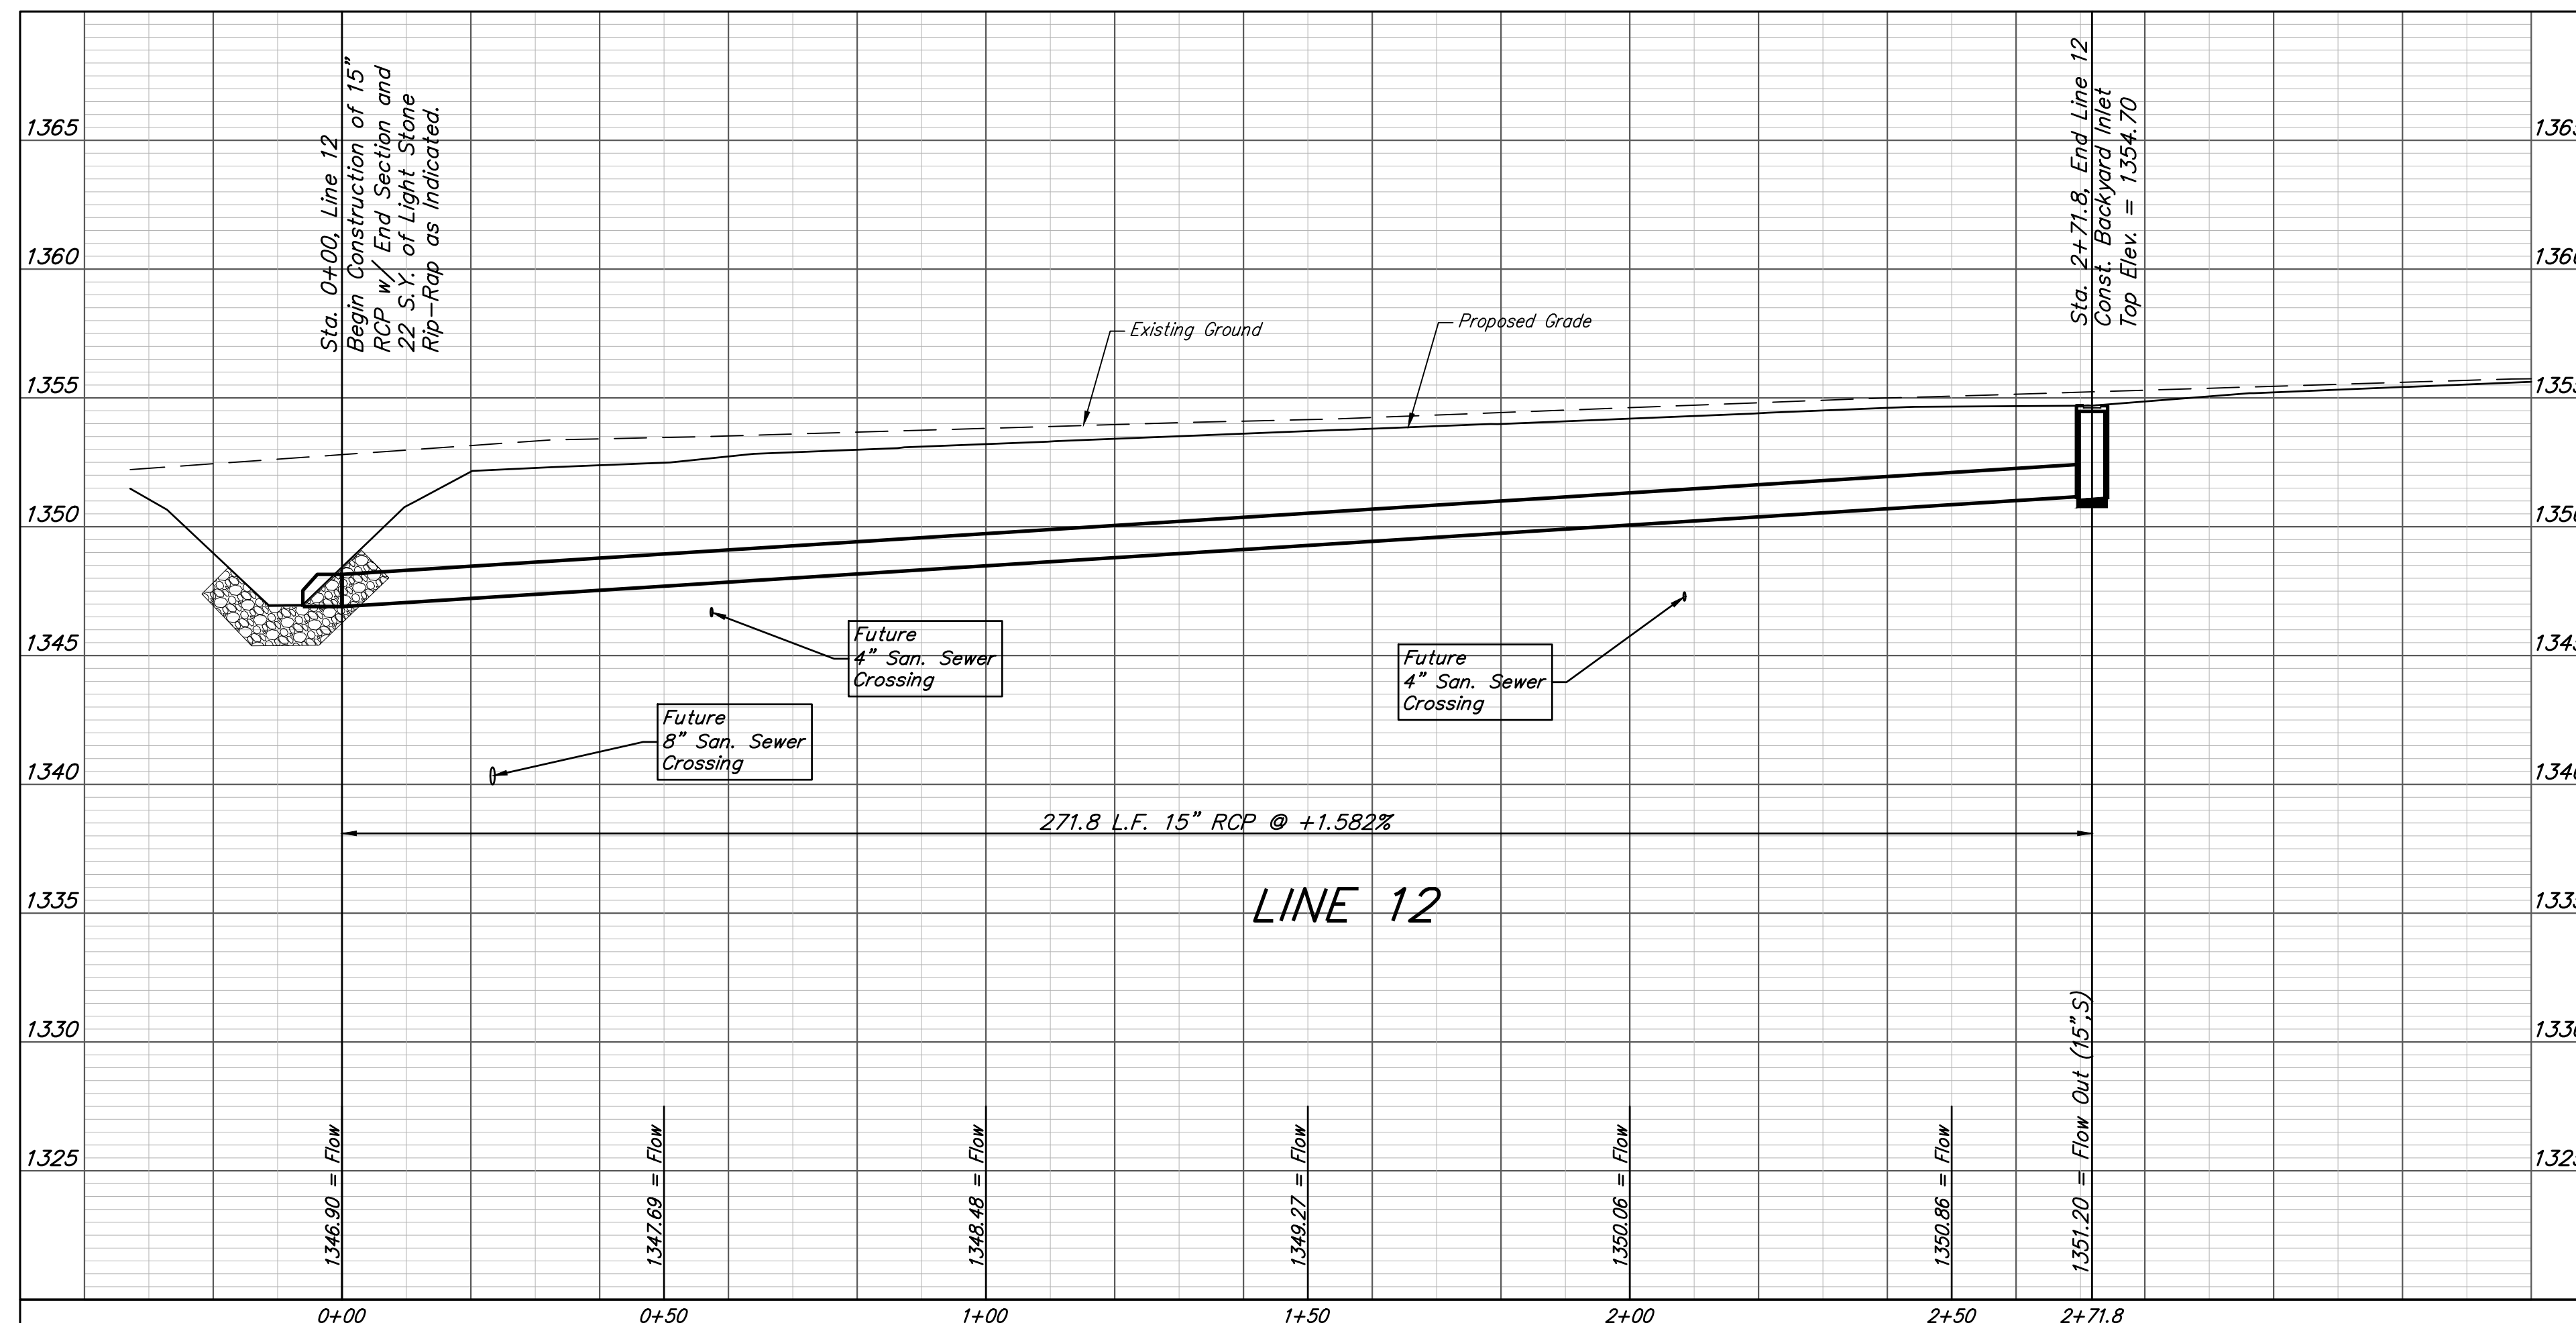 Sta. 0+00, Line 12
Begin Construction of 15"
RCP w/ End Section and
22 S.Y. of Light Stone
Rip-Rap as Indicated.
Sta. 2+71.8, End Line 12
Const. Backyard Inlet
Top Elev. = 1354.70
1365
1360
1355
1350
1345
1340
1335
1330
1325
Existing Ground
Proposed Grade
Future
4" San. Sewer
Crossing
Future
4" San. Sewer
Crossing
Future
8" San. Sewer
Crossing
271.8 L.F. 15" RCP @ +1.582%
LINE 12
1346.90 = Flow
1347.69 = Flow
1348.48 = Flow
1349.27 = Flow
1350.06 = Flow
1350.86 = Flow
1351.20 = Flow Out (15",S)
0+00
0+50
1+00
1+50
2+00
2+50
2+71.8